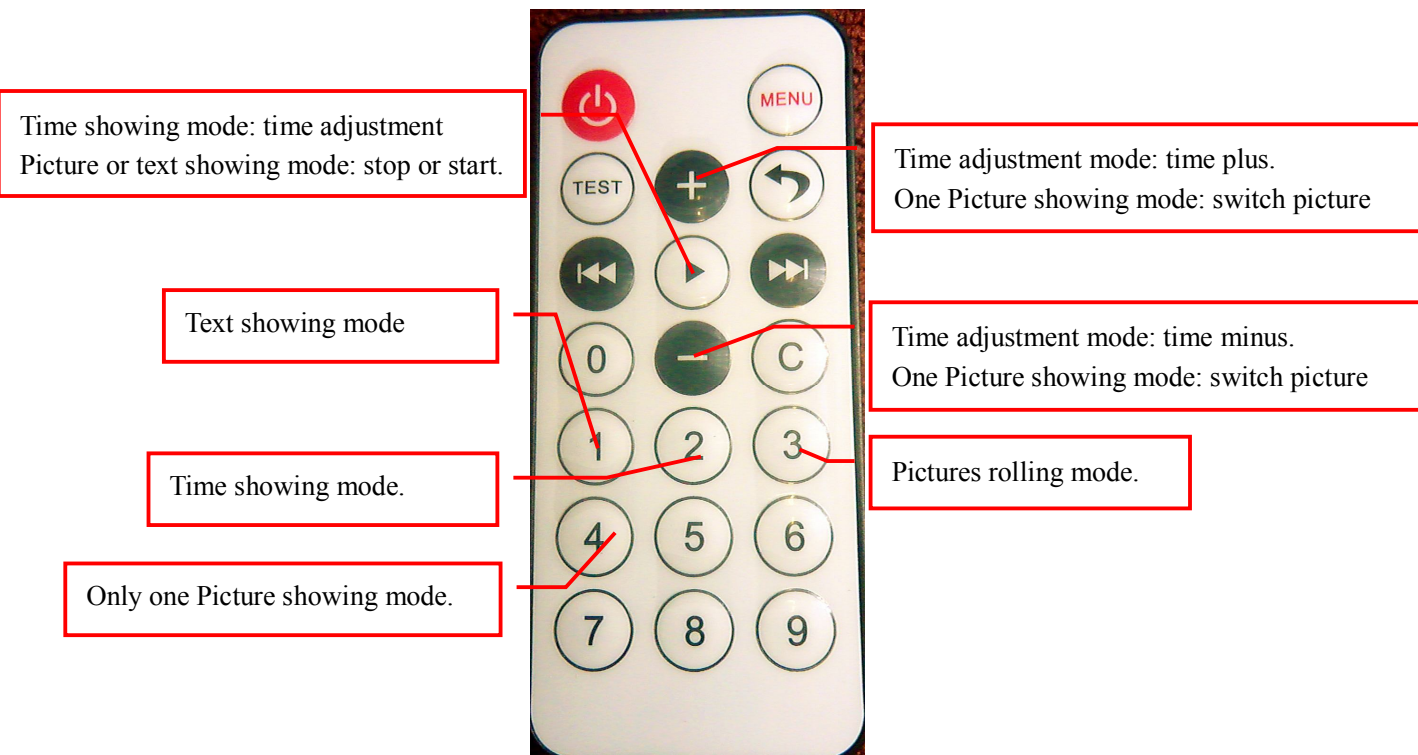 MENU
Time showing mode: time adjustment
Picture or text showing mode: stop or start.
Time adjustment mode: time plus.
One Picture showing mode: switch picture
TEST
+
Text showing mode
0
-
C
Time adjustment mode: time minus.
One Picture showing mode: switch picture
1
2
3
Time showing mode.
Pictures rolling mode.
4
5
6
Only one Picture showing mode.
7
8
9